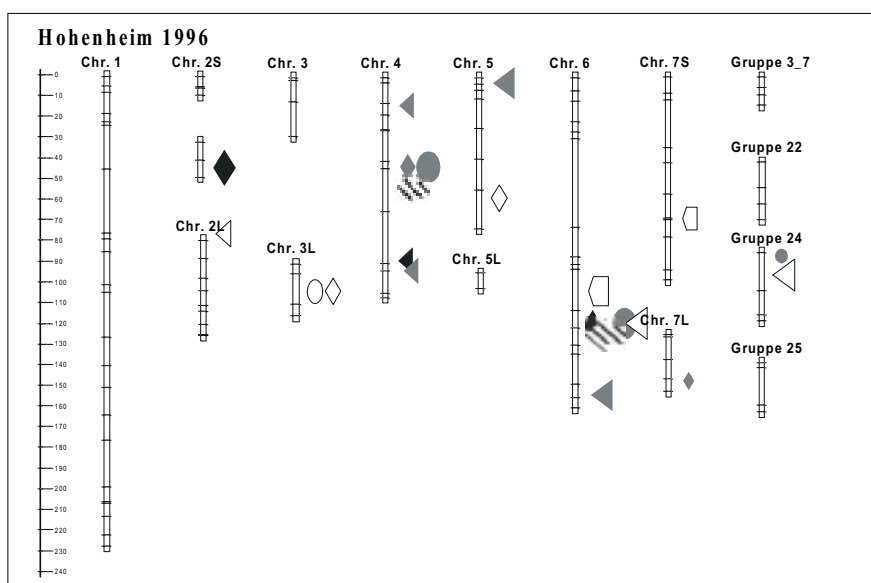 Hohenheim 1996
Chr. 1
Chr. 2S
Chr. 3
Chr. 4
Chr. 5
Chr. 6
Chr. 7S
Gruppe 3_7
Gruppe 22
Chr. 2L
Chr. 3L
Chr. 5L
Gruppe 24
Chr. 7L
Gruppe 25
0
10
20
30
40
50
60
70
80
90
100
110
120
130
140
150
160
170
180
190
200
210
220
230
240